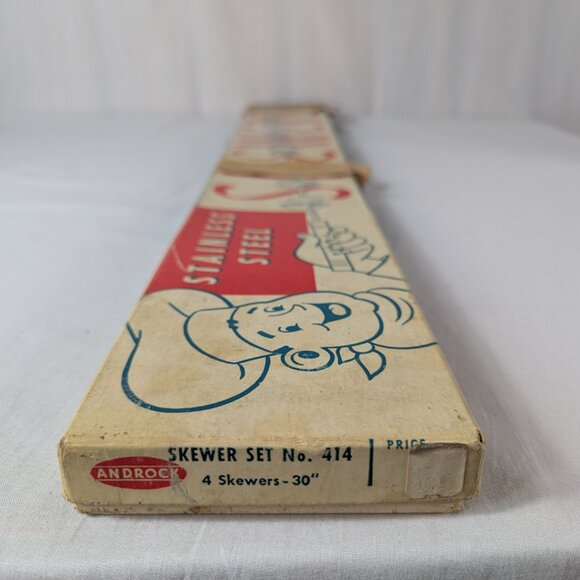 STAINLESS
STEEL
SKEWER SET No. 414
PRICE
ANDROCK
4 Skewers - 30"